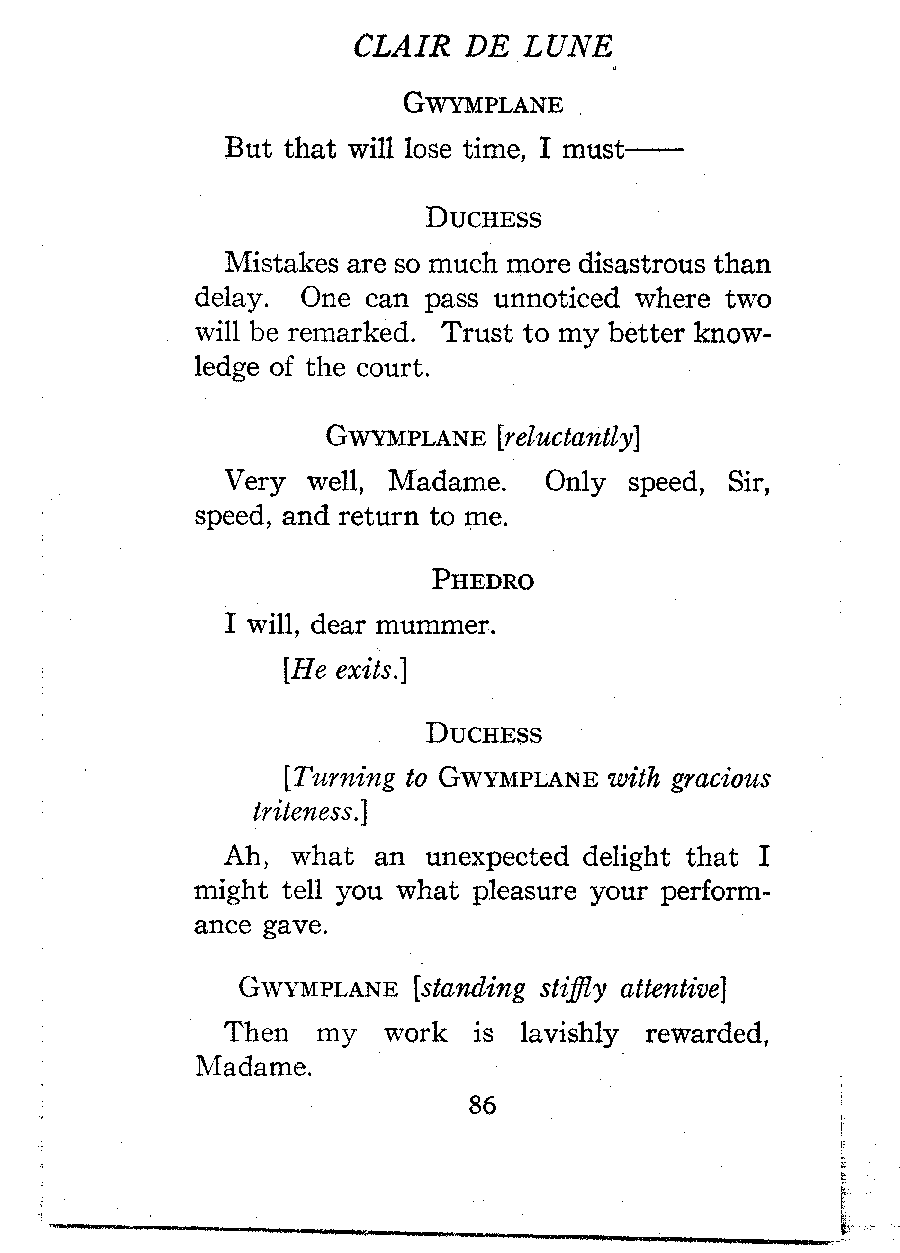 CLAIR DE LUNE
GWYMPLANE
But that will lose time, I must——
DUCHESS
Mistakes are so much more disastrous than
delay. One can pass unnoticed where two
will be remarked. Trust to my better know-
ledge of the court.
GWYMPLANE [reluctantly]
Very well, Madame. Only speed, Sir,
speed, and return to me.
PHEDRO
I will, dear mummer.
[He exits.]
DUCHESS
[Turning to GWYMPLANE with gracious
triteness.]
Ah, what an unexpected delight that I
might tell you what pleasure your perform-
ance gave.
GWYMPLANE [standing stiffly attentive]
Then my work is lavishly rewarded,
Madame.
86